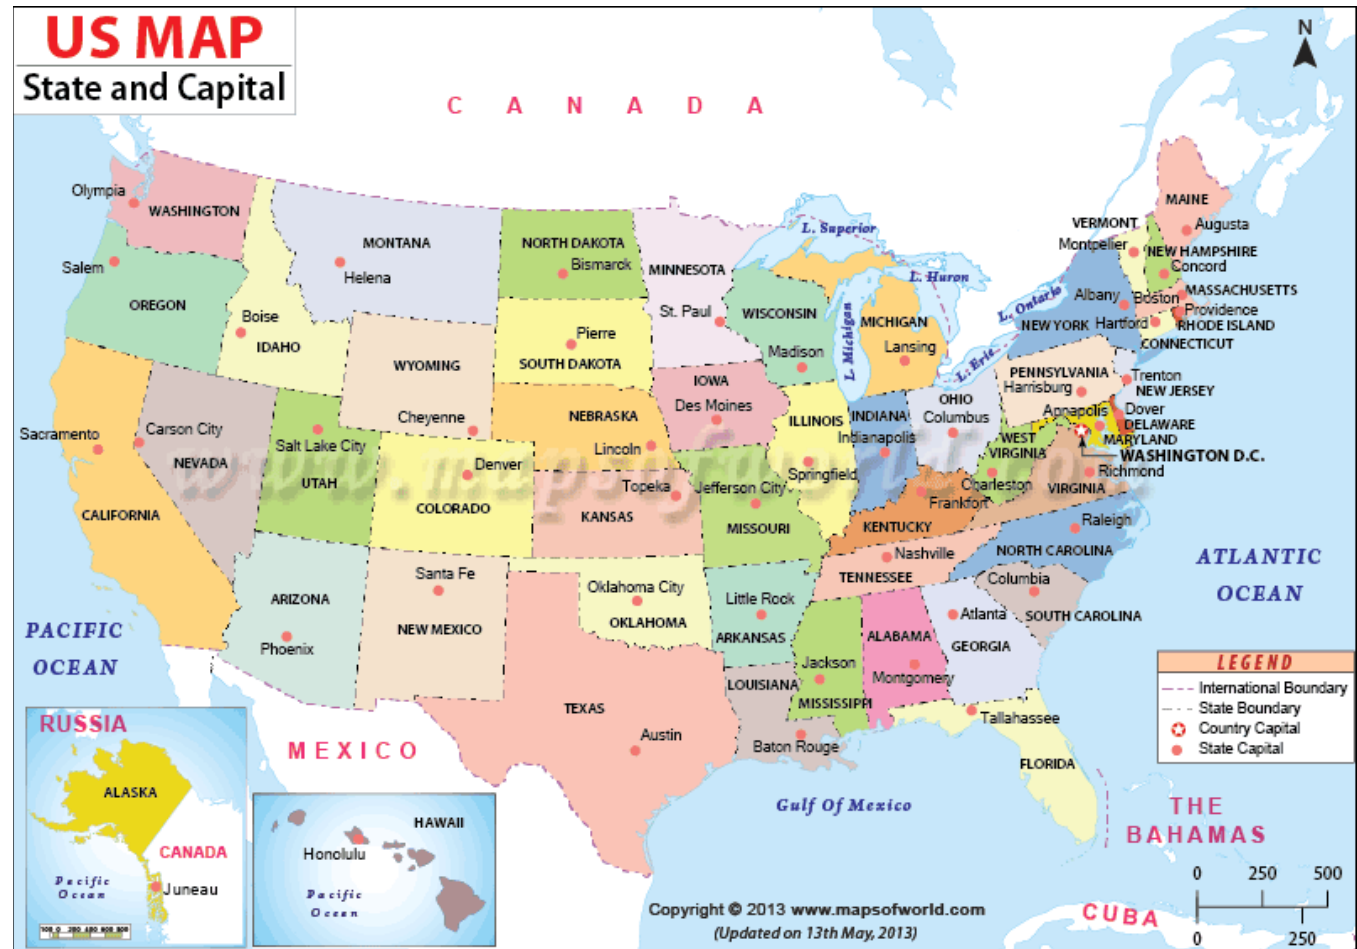 US MAP
State and Capital
N
C A N A D A
Olympia
WASHINGTON
MONTANA
Helena
NORTH DAKOTA
Bismarck
MINNESOTA
St. Paul
L. Superior
L. Huron
L. Michigan
L. Ontario
L. Erie
MAINE
Augusta
VERMONT
Montpelier
NEW HAMPSHIRE
Concord
Salem
OREGON
Boise
IDAHO
WYOMING
Cheyenne
Pierre
SOUTH DAKOTA
WISCONSIN
Madison
MICHIGAN
Lansing
Albany
NEW YORK
Boston
MASSACHUSETTS
Providence
RHODE ISLAND
Hartford
CONNECTICUT
IOWA
Des Moines
NEBRASKA
Lincoln
ILLINOIS
Springfield
INDIANA
Indianapolis
OHIO
Columbus
PENNSYLVANIA
Harrisburg
Trenton
NEW JERSEY
Annapolis
Dover
DELAWARE
MARYLAND
WASHINGTON D.C.
Sacramento
Carson City
NEVADA
CALIFORNIA
Salt Lake City
UTAH
Denver
COLORADO
Topeka
KANSAS
Jefferson City
MISSOURI
WEST
VIRGINIA
Charleston
Richmond
VIRGINIA
Frankfort
KENTUCKY
www.mapsofworld.com
Raleigh
NORTH CAROLINA
Nashville
TENNESSEE
ARIZONA
Phoenix
Santa Fe
NEW MEXICO
Oklahoma City
OKLAHOMA
Little Rock
ARKANSAS
Columbia
SOUTH CAROLINA
Atlanta
GEORGIA
ALABAMA
Montgomery
Jackson
MISSISSIPPI
LOUISIANA
Baton Rouge
TEXAS
Austin
Tallahassee
FLORIDA
PACIFIC
OCEAN
ATLANTIC
OCEAN
MEXICO
Gulf Of Mexico
THE
BAHAMAS
CUBA
LEGEND
International Boundary
State Boundary
Country Capital
State Capital
RUSSIA
ALASKA
CANADA
Pacific
Ocean
Juneau
100 0 200 400 600 800
HAWAII
Honolulu
Pacific
Ocean
0 250 500
0 250
Copyright © 2013 www.mapsofworld.com
(Updated on 13th May, 2013)